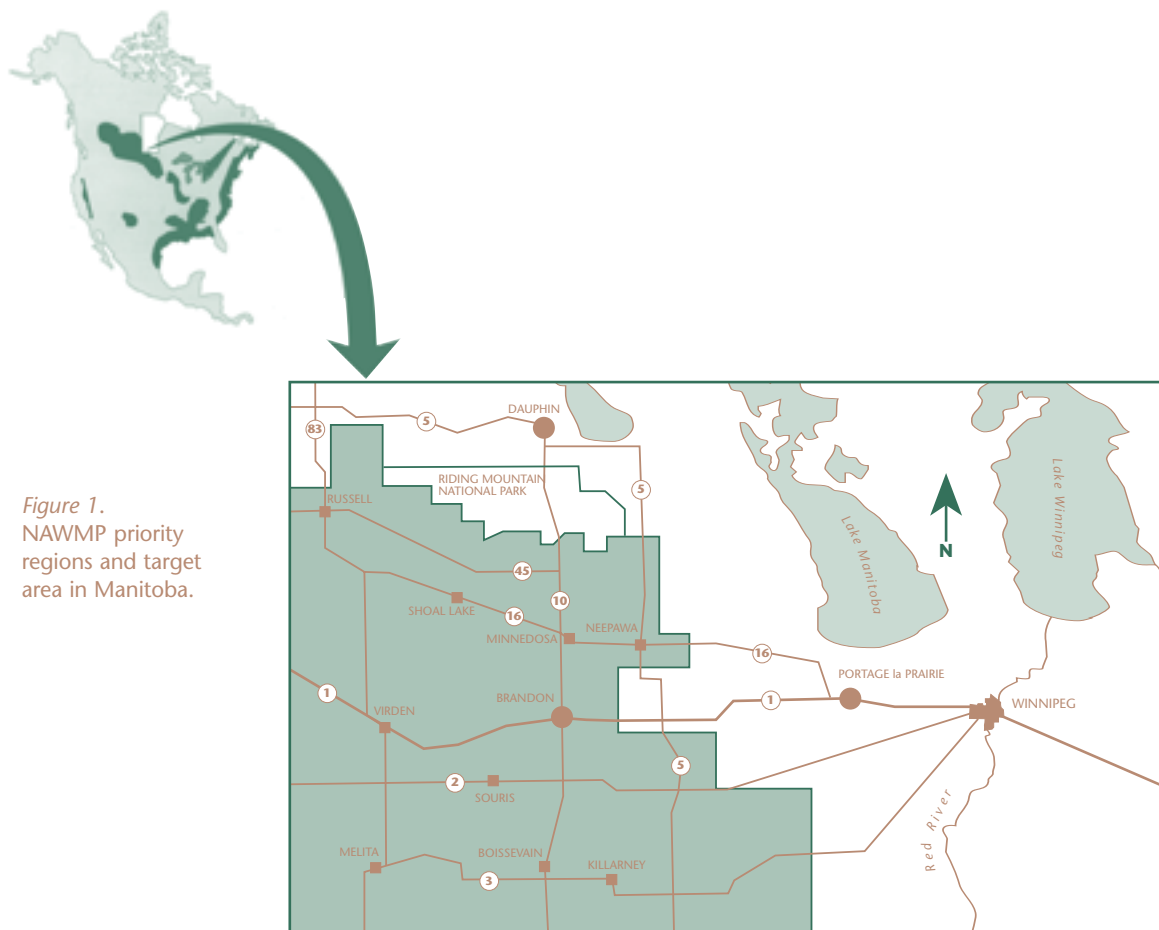 Figure 1.
NAWMP priority
regions and target
area in Manitoba.
DAUPHIN
5
83
RIDING MOUNTAIN
NATIONAL PARK
5
RUSSELL
Lake Manitoba
Lake Winnipeg
N
45
10
SHOAL LAKE
16
MINNEDOSA
NEEPAWA
16
PORTAGE la PRAIRIE
1
BRANDON
1
WINNIPEG
VIRDEN
5
2
SOURIS
Red River
MELITA
BOISSEVAIN
KILLARNEY
3